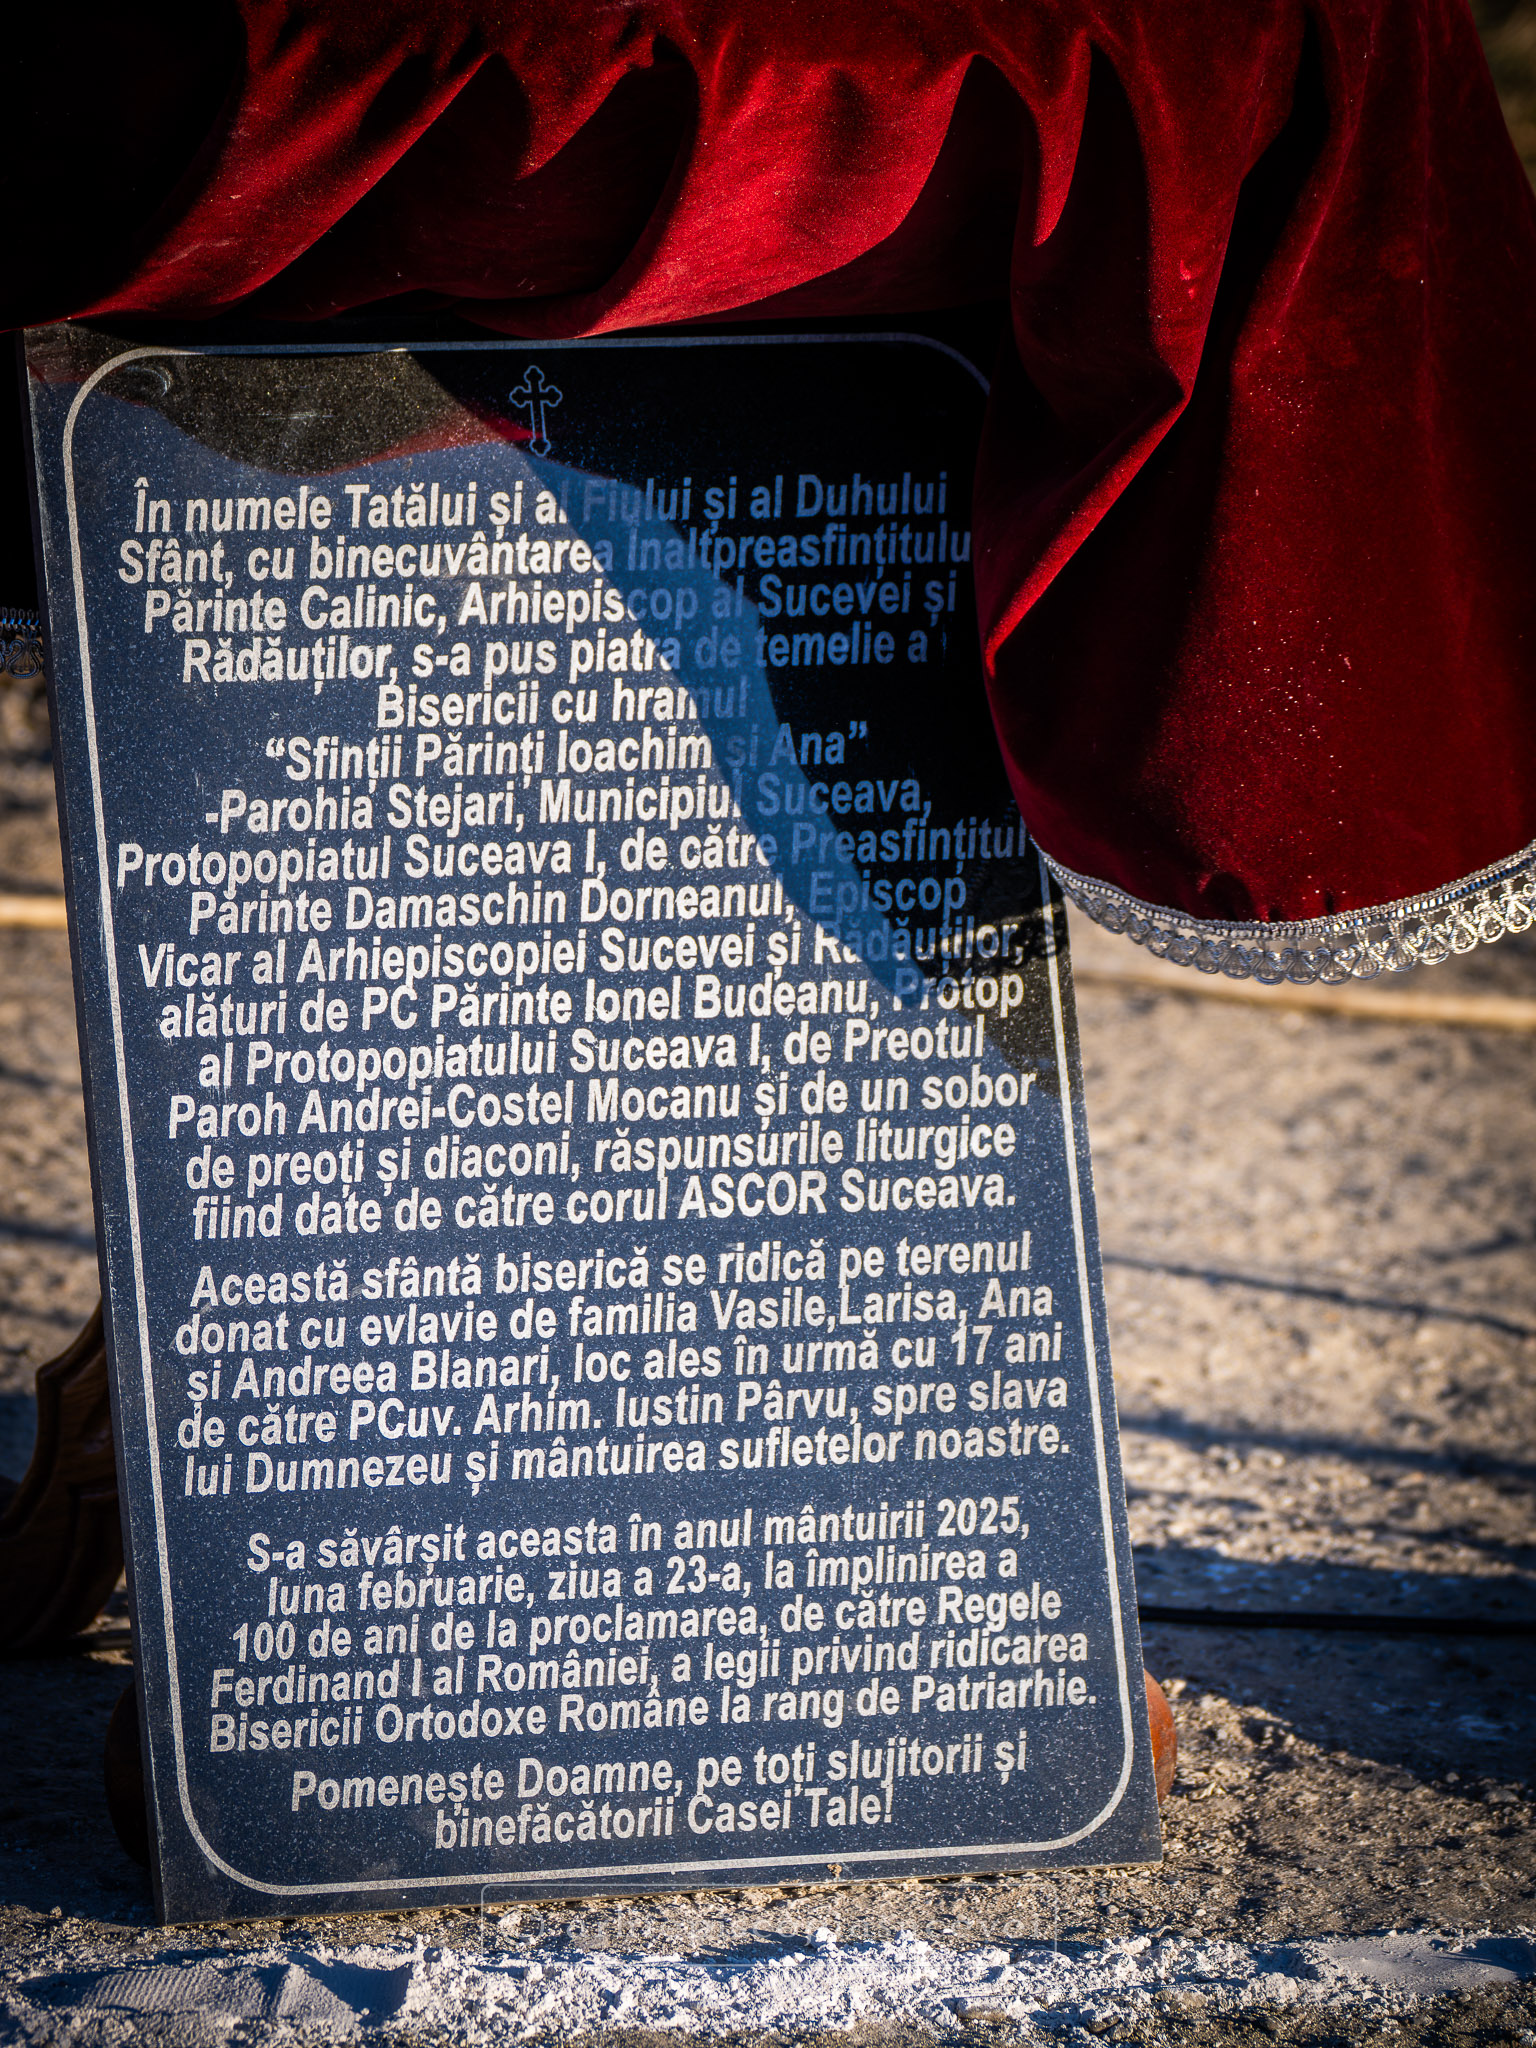 În numele Tatălui și al Fiului și al Duhului
Sfânt, cu binecuvântarea Inaltpreasfințitului
Părinte Calinic, Arhiepiscop al Sucevei și
Rădăuților, s-a pus piatra de temelie a
Bisericii cu hramul
“Sfinții Părinți Ioachim și Ana”
-Parohia Stejari, Municipiul Suceava,
Protopopiatul Suceava I, de către Preasfințitul
Părinte Damaschin Dorneanul, Episcop
Vicar al Arhiepiscopiei Sucevei și Rădăuților,
alături de PC Părinte Ionel Budeanu, Protop
al Protopopiatului Suceava I, de Preotul
Paroh Andrei-Costel Mocanu și de un sobor
de preoți și diaconi, răspunsurile liturgice
fiind date de către corul ASCOR Suceava.
Această sfântă biserică se ridică pe terenul
donat cu evlavie de familia Vasile,Larisa, Ana
și Andreea Blanari, loc ales în urmă cu 17 ani
de către PCuv. Arhim. Iustin Pârvu, spre slava
lui Dumnezeu și mântuirea sufletelor noastre.
S-a săvârșit aceasta în anul mântuirii 2025,
luna februarie, ziua a 23-a, la împlinirea a
100 de ani de la proclamarea, de către Regele
Ferdinand I al României, a legii privind ridicarea
Bisericii Ortodoxe Române la rang de Patriarhie.
Pomenește Doamne, pe toți slujitorii și
binefăcătorii Casei Tale!